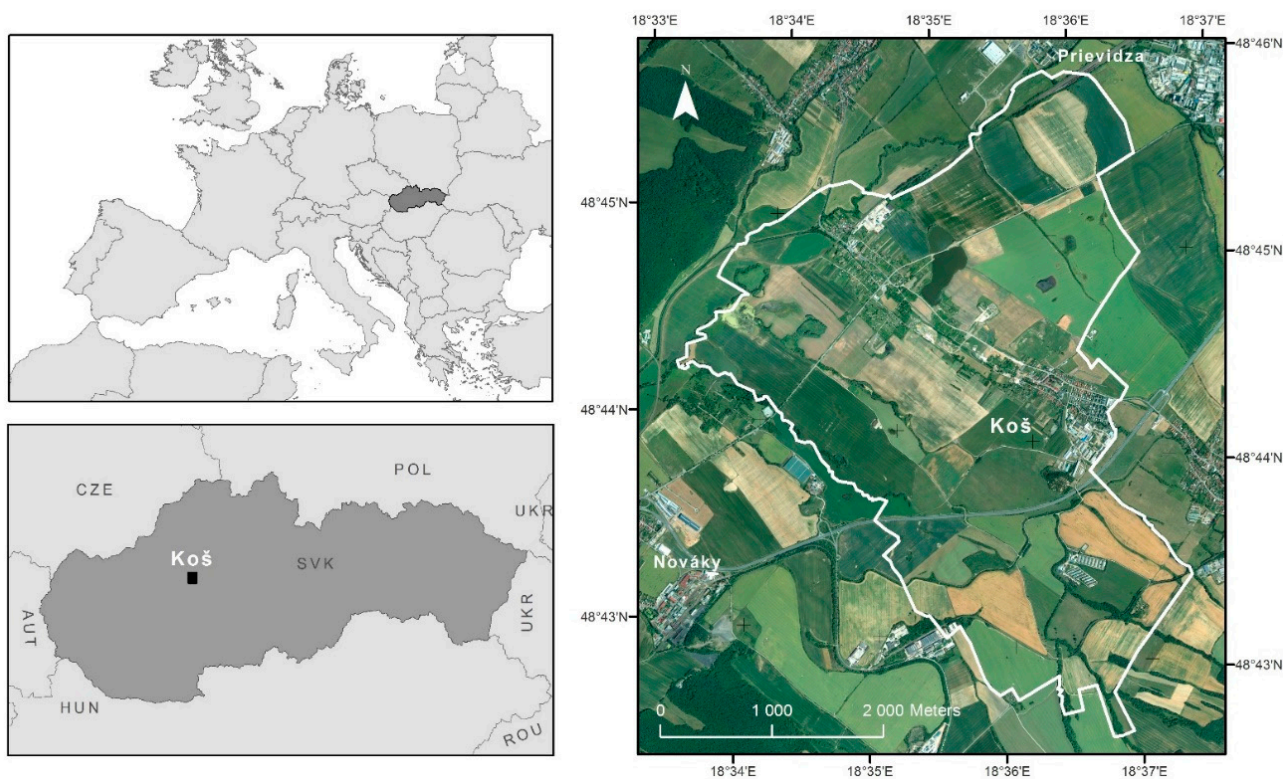 CZE
POL
UKR
Koš
SVK
AUT
UKR
HUN
ROU
18°33'E
18°34'E
18°35'E
18°36'E
18°37'E
48°46'N
Prievidza
N
48°45'N
48°45'N
48°44'N
Koš
48°44'N
Nováky
48°43'N
48°43'N
0 1 000 2 000 Meters
18°34'E
18°35'E
18°36'E
18°37'E